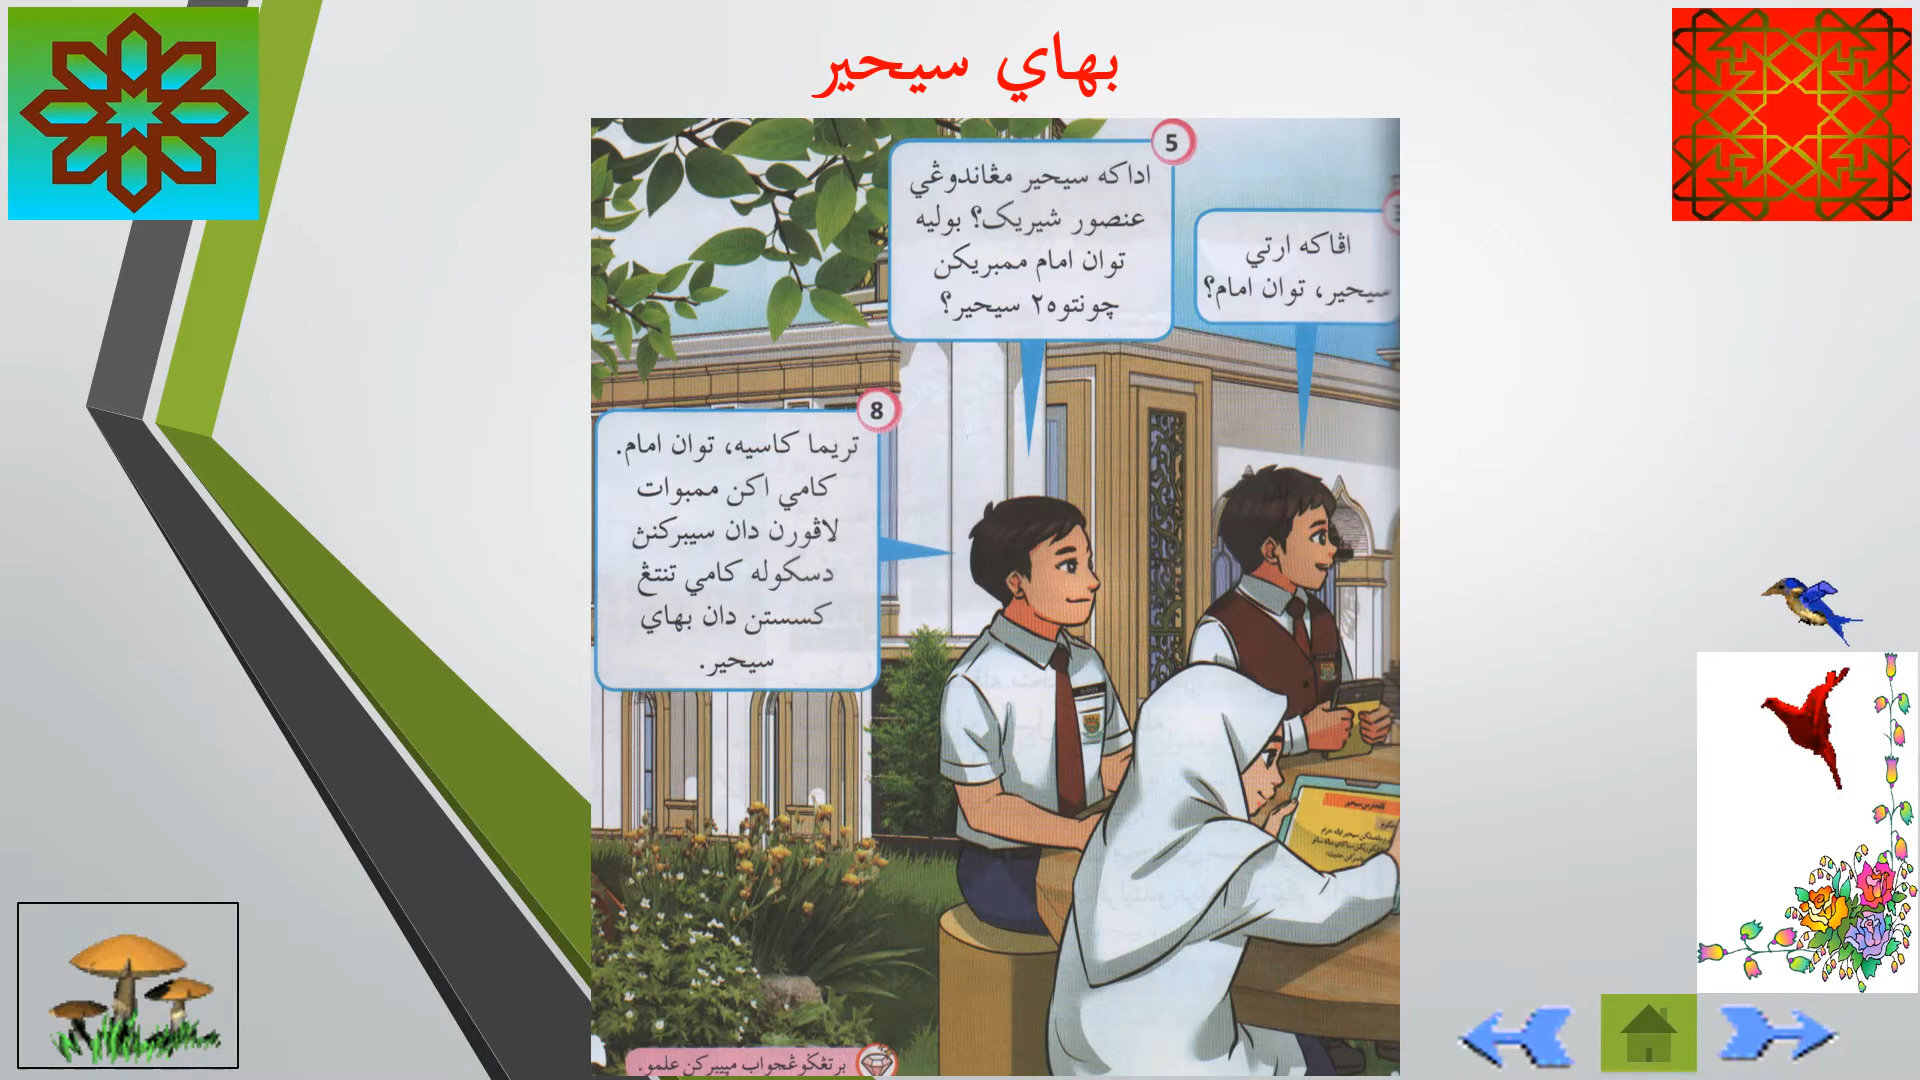 بهاي سيحير
5
اداکه سيحير مڠاندوڠي
عنصور شيريک؟ بوليه
توان امام ممبريکن
چونتوه٢ سيحير؟
اڤاکه ارتي
سيحير، توان امام؟
8
تريما کاسيه، توان امام.
کامي اکن ممبوات
لاڤورن دان سيبرکنڽ
دسکوله کامي تنتڠ
کسستن دان بهاي
سيحير.
برتڠݢوڠجواب مڽيبرکن علمو.